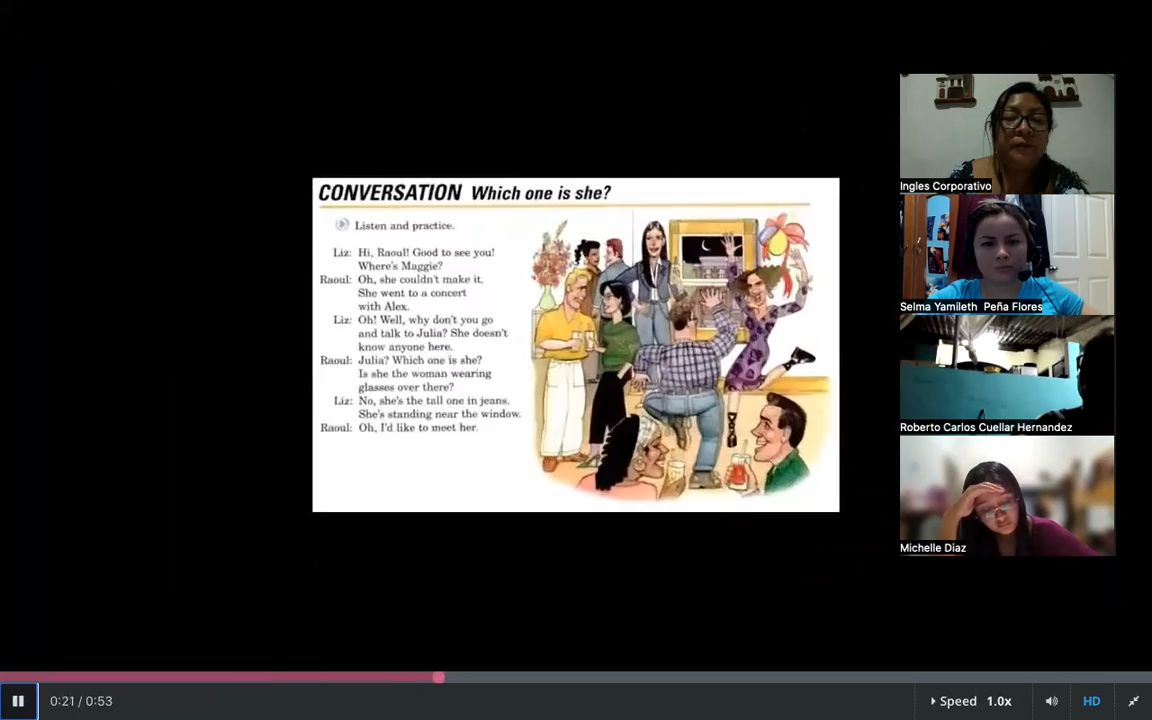 CONVERSATION Which one is she?
Listen and practice.
Liz: Hi, Raoul! Good to see you!
Where's Maggie?
Raoul: Oh, she couldn't make it.
She went to a concert
with Alex.
Liz: Oh! Well, why don't you go
and talk to Julia? She doesn't
know anyone here.
Raoul: Julia? Which one is she?
Is she the woman wearing
glasses over there?
Liz: No, she's the tall one in jeans.
She's standing near the window.
Raoul: Oh, I'd like to meet her.
Ingles Corporativo
Selma Yamileth Peña Flores
Roberto Carlos Cuellar Hernandez
Michelle Diaz
0:21 / 0:53
Speed 1.0x
HD